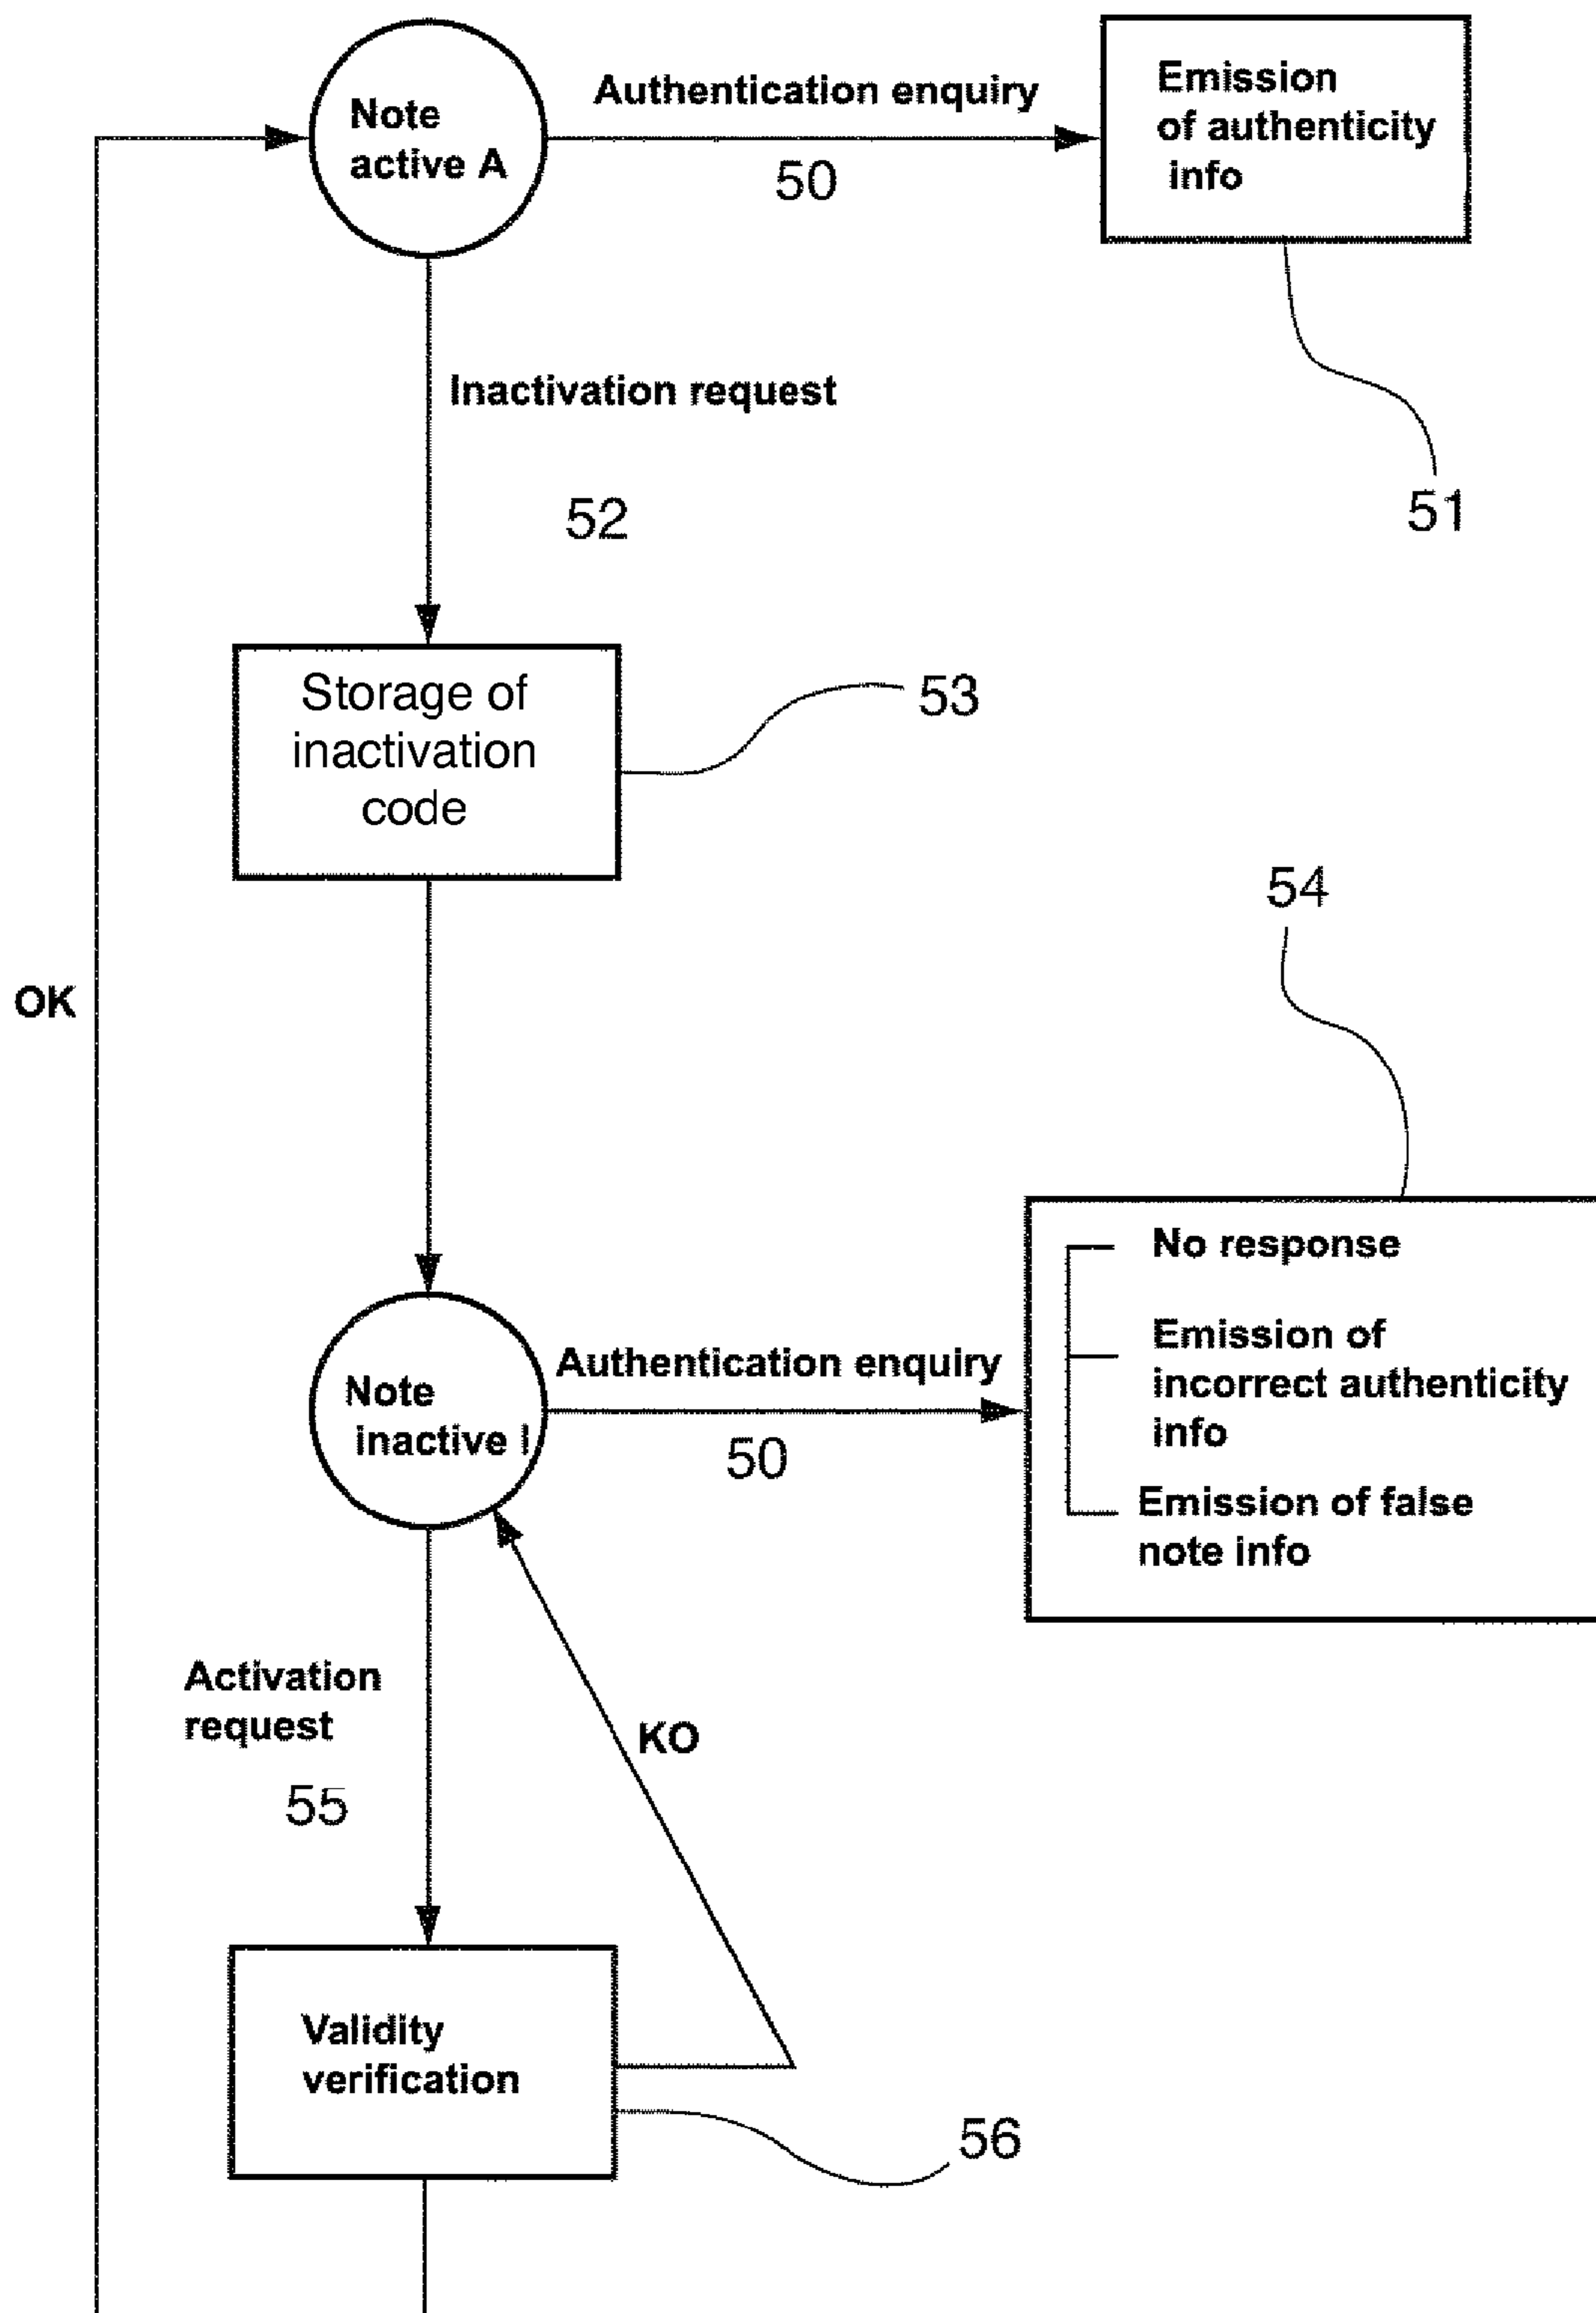 Note
active A
Authentication enquiry
50
Emission
of authenticity
info
51
Inactivation request
52
Storage of
inactivation
code
53
OK
54
Note
inactive I
Authentication enquiry
50
No response
Emission of
incorrect authenticity
info
Emission of false
note info
Activation
request
55
KO
Validity
verification
56